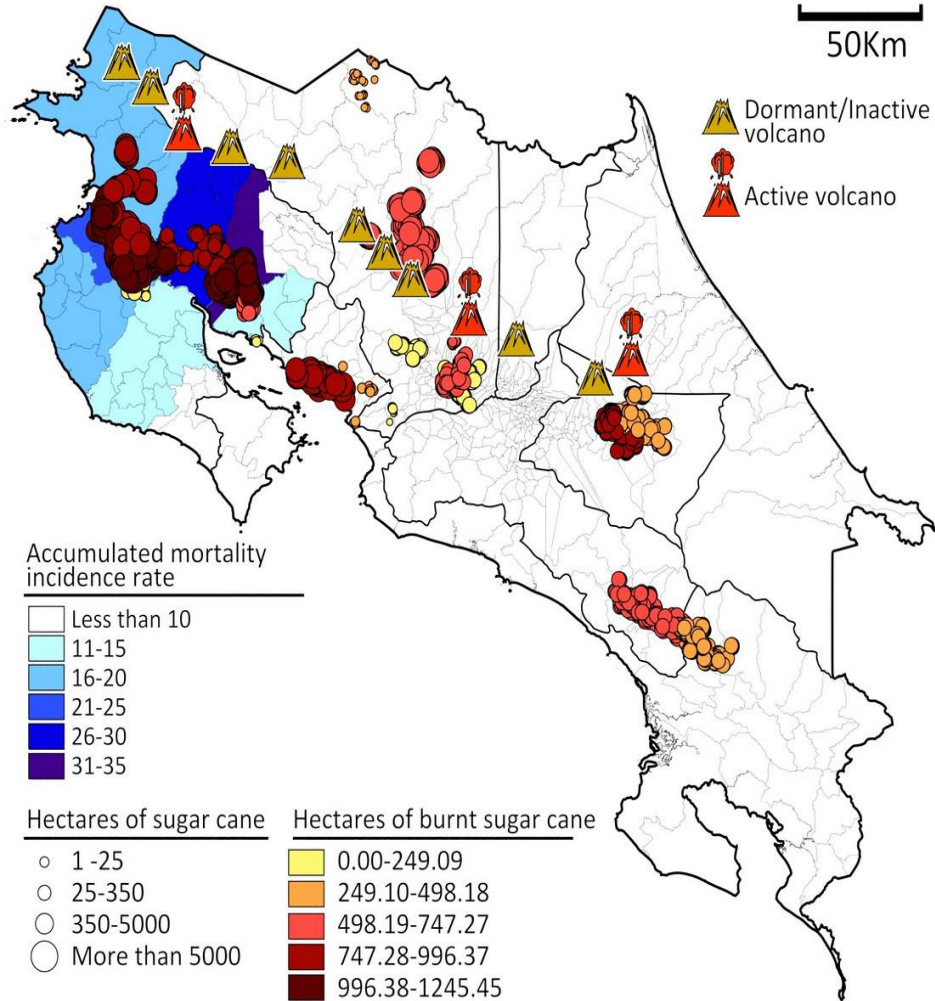 50Km
Dormant/Inactive
volcano
Active volcano
Accumulated mortality
incidence rate
Less than 10
11-15
16-20
21-25
26-30
31-35
Hectares of sugar cane
1 -25
25-350
350-5000
More than 5000
Hectares of burnt sugar cane
0.00-249.09
249.10-498.18
498.19-747.27
747.28-996.37
996.38-1245.45